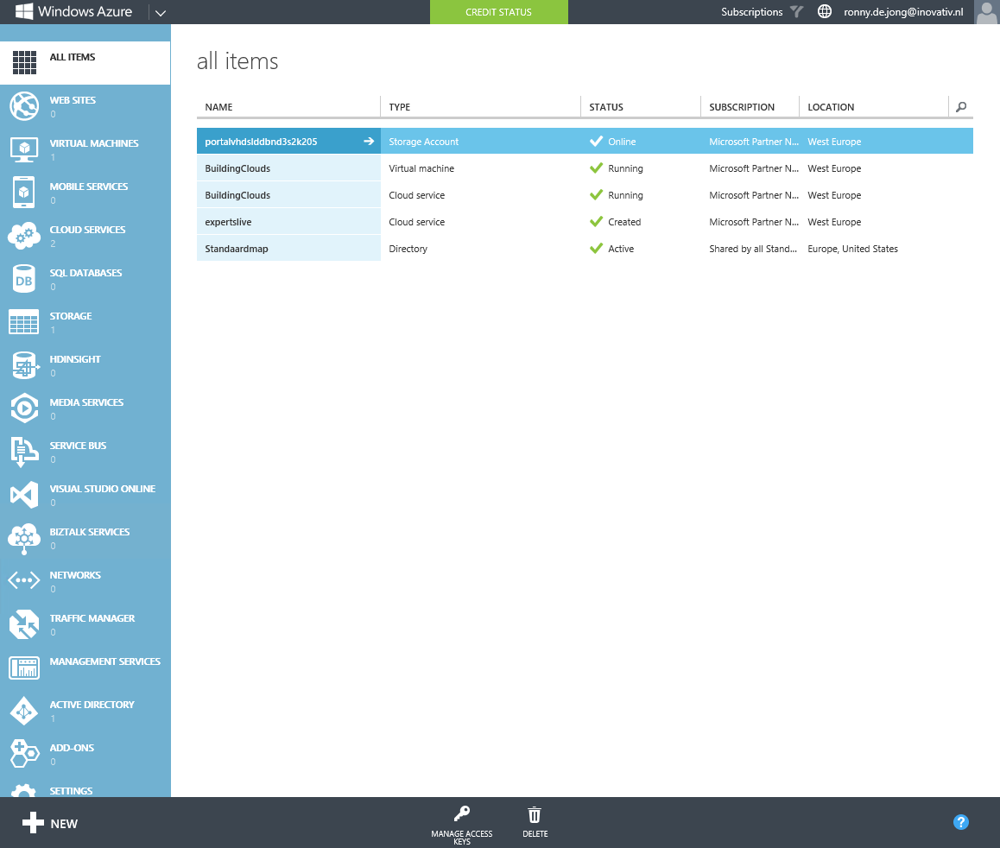 Windows Azure
CREDIT STATUS
Subscriptions
ronny.de.jong@inovativ.nl
ALL ITEMS
WEB SITES
0
VIRTUAL MACHINES
1
MOBILE SERVICES
0
CLOUD SERVICES
2
SQL DATABASES
0
DB
STORAGE
1
HDINSIGHT
0
MEDIA SERVICES
0
SERVICE BUS
0
VISUAL STUDIO ONLINE
0
BIZTALK SERVICES
0
NETWORKS
0
TRAFFIC MANAGER
0
MANAGEMENT SERVICES
ACTIVE DIRECTORY
1
ADD-ONS
0
SETTINGS
all items
NAME TYPE STATUS SUBSCRIPTION LOCATION
portalvhdslddbnd3s2k205 Storage Account Online Microsoft Partner N... West Europe
BuildingClouds Virtual machine Running Microsoft Partner N... West Europe
BuildingClouds Cloud service Running Microsoft Partner N... West Europe
expertslive Cloud service Created Microsoft Partner N... West Europe
Standaardmap Directory Active Shared by all Stand... Europe, United States
NEW
MANAGE ACCESS
KEYS
DELETE
?